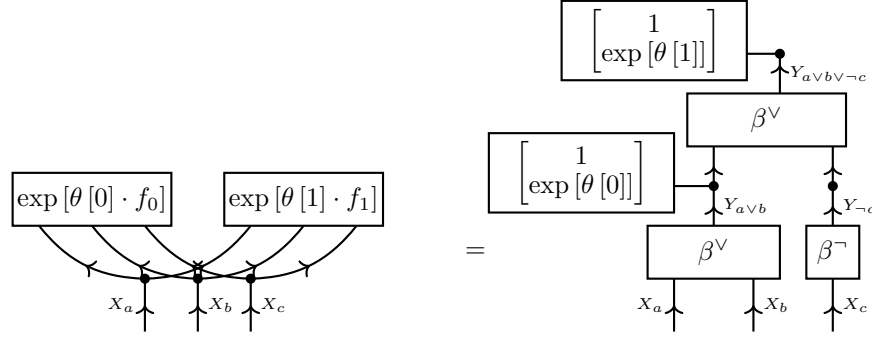 exp [θ [0] · f₀]
exp [θ [1] · f₁]
X_a
X_b
X_c
=
[ 1
exp [θ [1]] ]
Y_{a∨b∨¬c}
β^∨
[ 1
exp [θ [0]] ]
Y_{a∨b}
Y_{¬c}
β^∨
β^¬
X_a
X_b
X_c